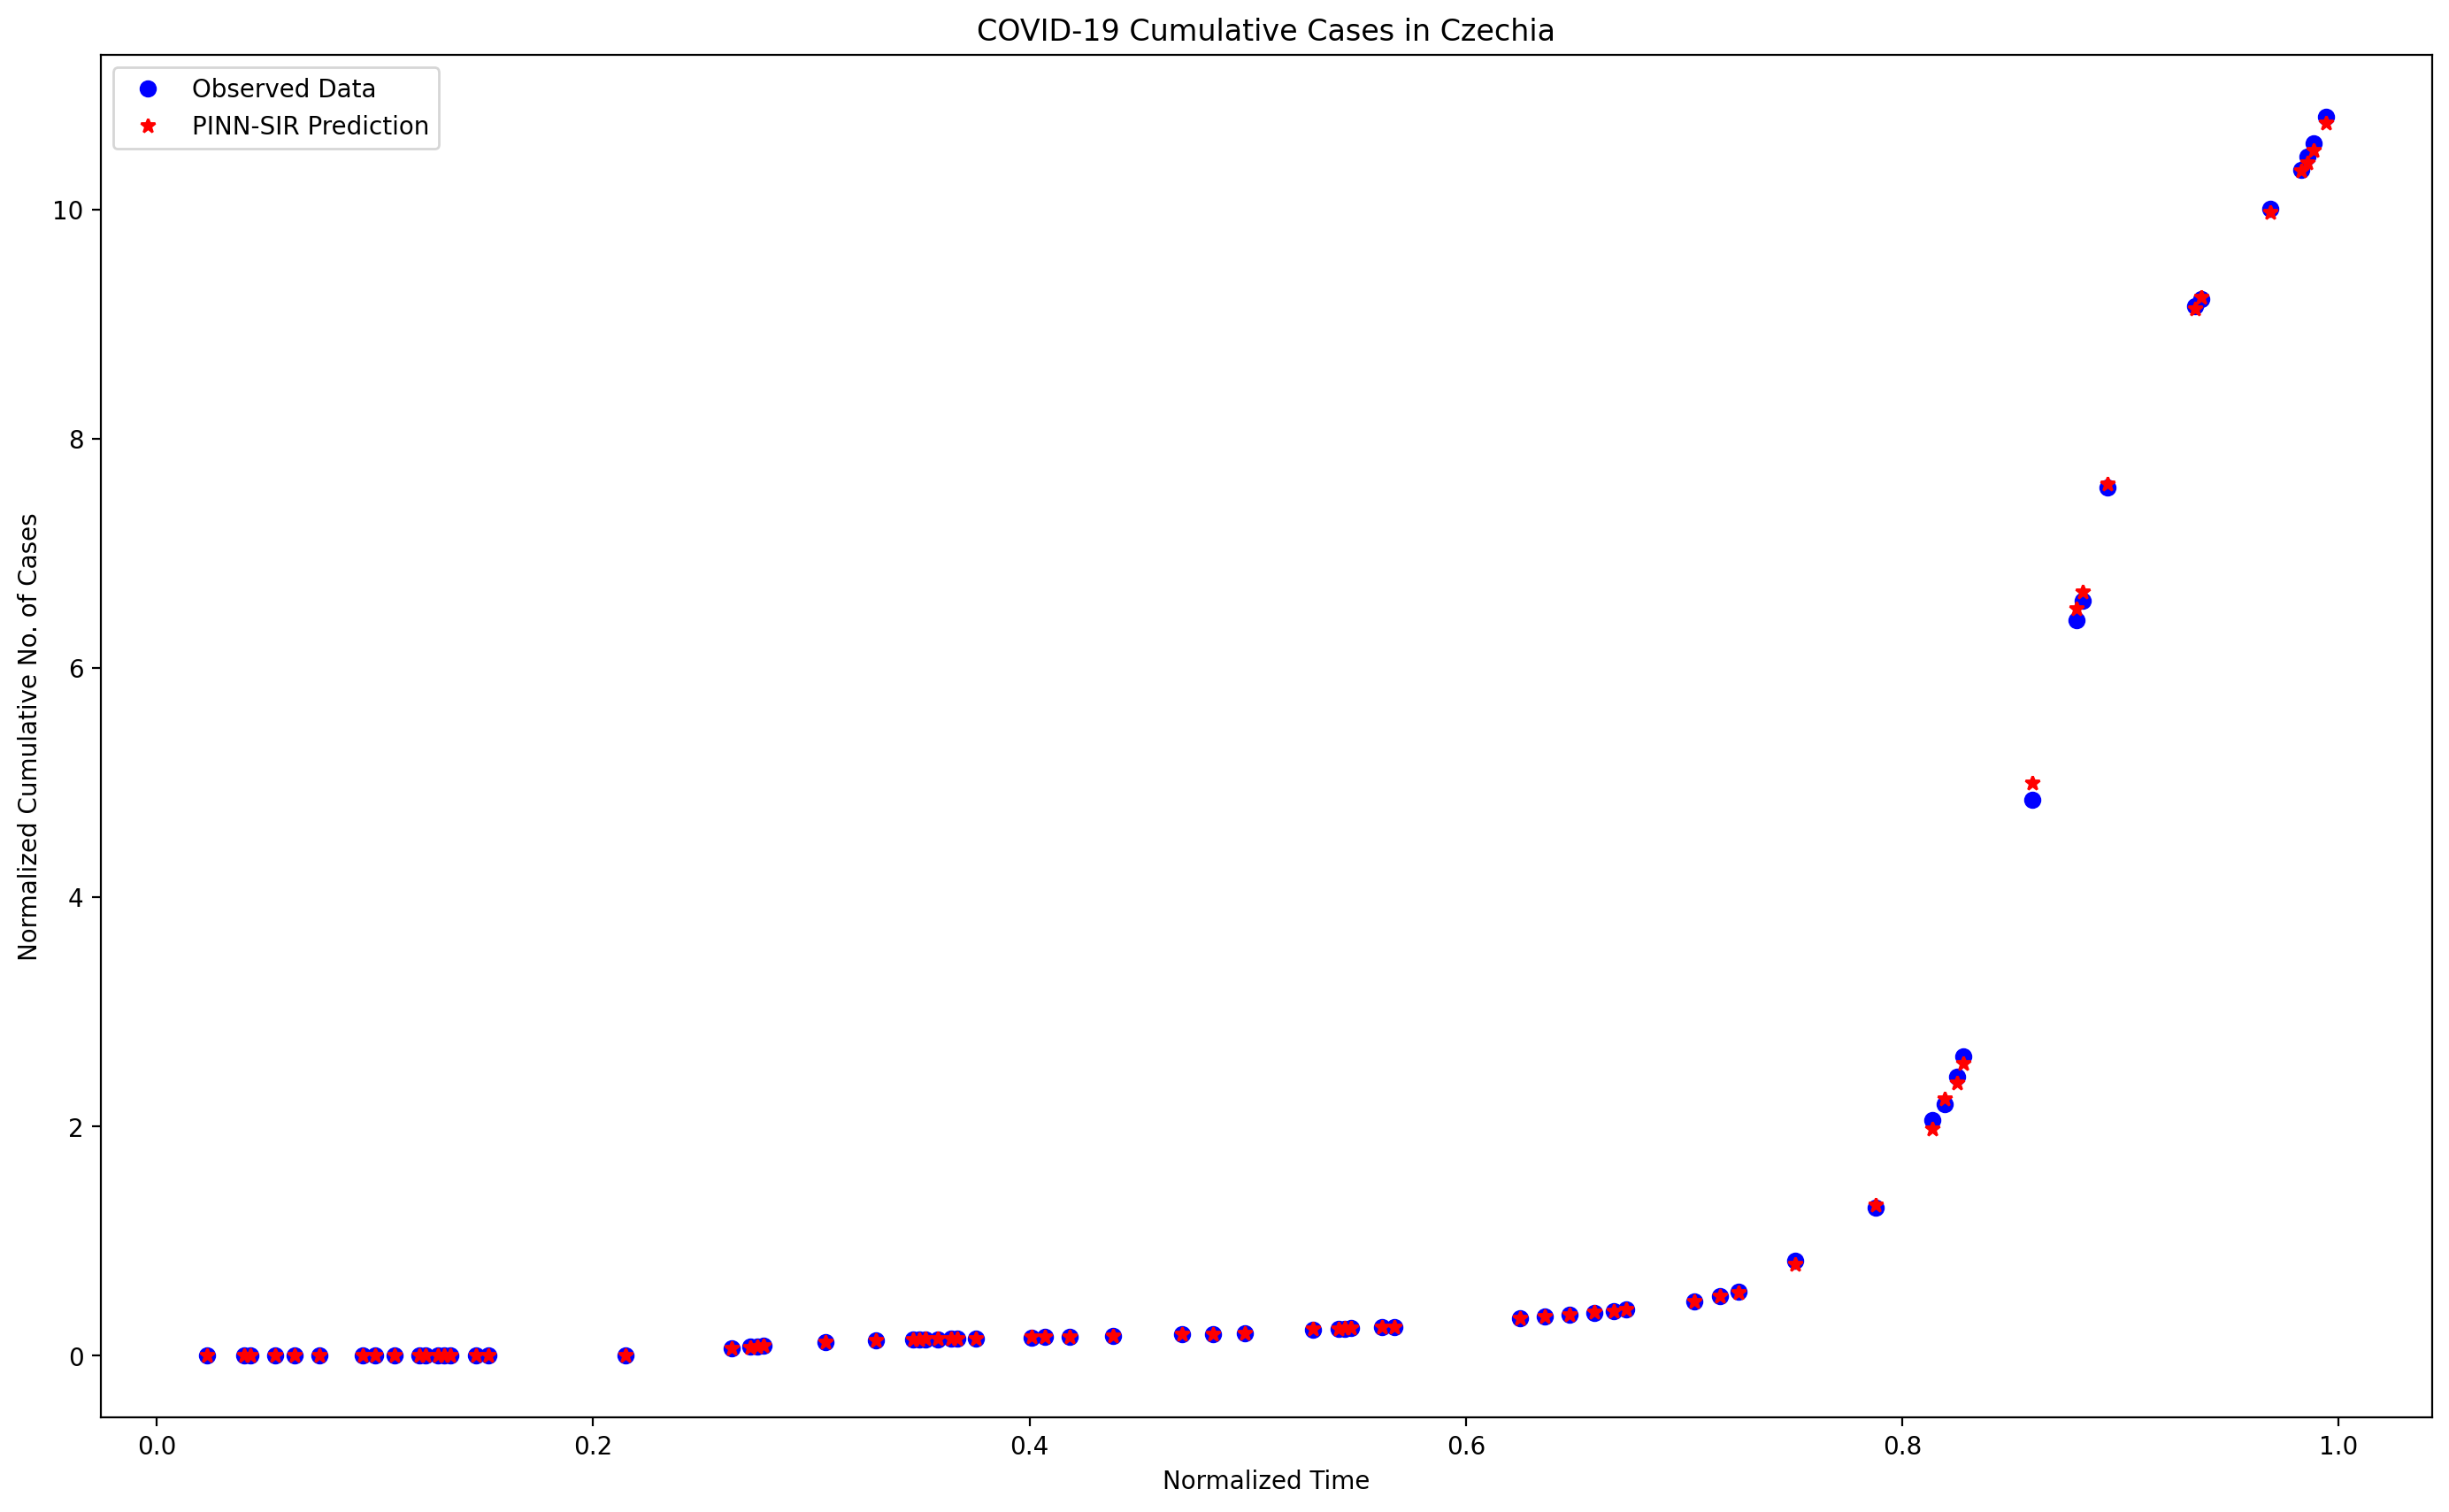 COVID-19 Cumulative Cases in Czechia
Observed Data
PINN-SIR Prediction
Normalized Cumulative No. of Cases
10
8
6
4
2
0
0.0 0.2 0.4 0.6 0.8 1.0
Normalized Time